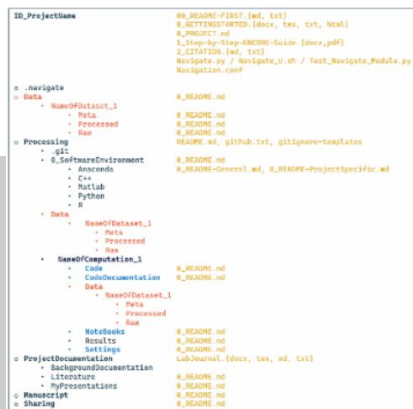 ID_ProjectName 00_README-FIRST.{md, txt}
0_GETTINGSTARTED.{docx, tex, txt, html}
0_PROJECT.md
1_Step-by-Step-ENCORE-Guide.{docx,pdf}
2_CITATION.{md, txt}
Navigate.py / Navigate_U.sh / Test_Navigate_Module.py
Navigation.conf
o .navigate
o Data 0_README.md
• NameOfDataset_1
• Meta 0_README.md
• Processed 0_README.md
• Raw 0_README.md
o Processing README.md, github.txt, gitignore-templates
• .git
• 0_SoftwareEnvironment 0_README.md
• Anaconda 0_README-General.md, 0_README-ProjectSpecific.md
• C++
• Matlab
• Python
• R
• Data
• NameOfDataset_1
• Meta
• Processed
• Raw
• NameOfComputation_1
• Code 0_README.md
• CodeDocumentation 0_README.md
• Data
• NameOfDataset_1
• Meta
• Processed
• Raw
• NoteBooks 0_README.md
• Results 0_README.md
• Settings 0_README.md
o ProjectDocumentation LabJournal.{docx, tex, md, txt}
• BackgroundDocumentation
• Literature 0_README.md
• MyPresentations 0_README.md
o Manuscript 0_README.md
o Sharing 0_README.md